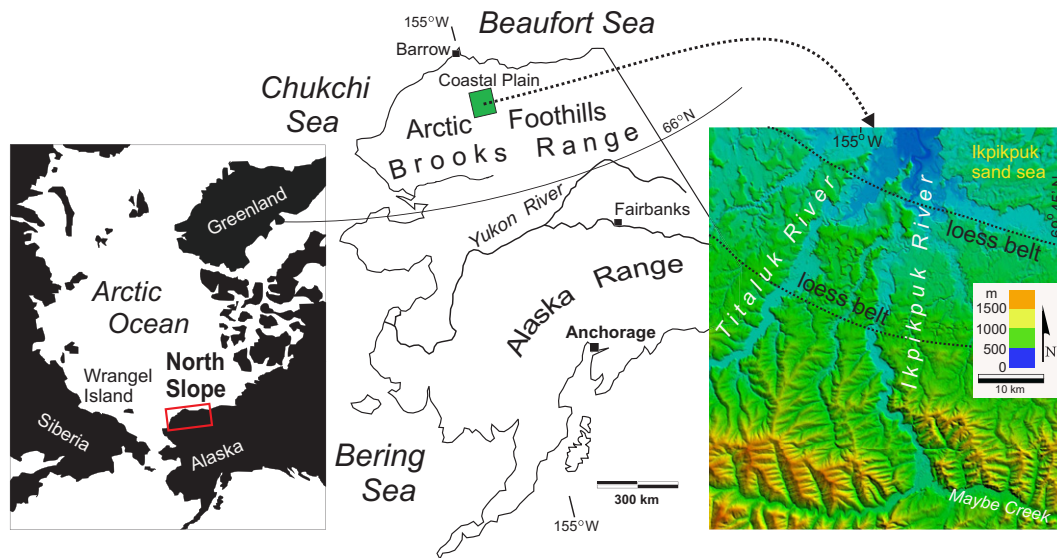 Greenland
Arctic
Ocean
North
Slope
Wrangel
Island
Siberia
Alaska
155°W
Beaufort Sea
Barrow
Chukchi
Sea
Coastal Plain
Arctic Foothills
Brooks Range
66°N
Yukon River
Fairbanks
Alaska Range
Anchorage
Bering
Sea
300 km
155°W
155°W
Ikpikpuk
sand sea
Titaluk River
Ikpikpuk River
loess belt
loess belt
m
1500
1000
500
0
N
10 km
Maybe Creek